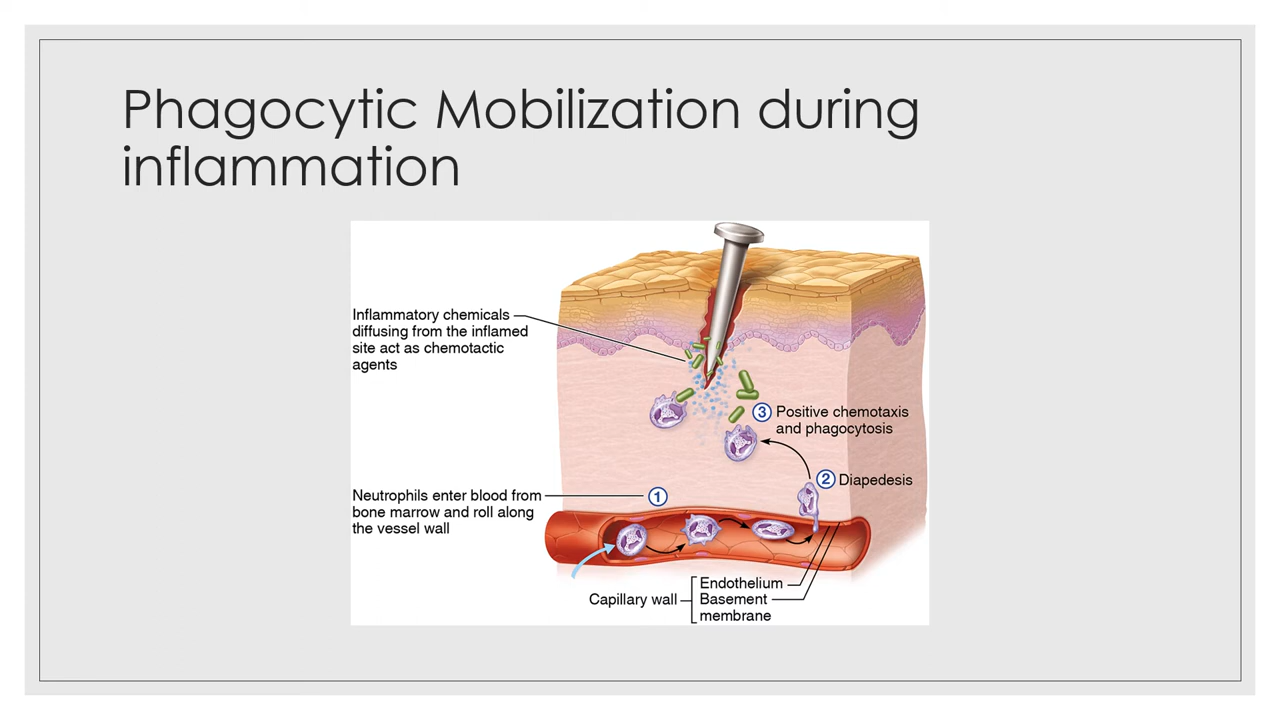 Phagocytic Mobilization during
inflammation
Inflammatory chemicals
diffusing from the inflamed
site act as chemotactic
agents
3 Positive chemotaxis
and phagocytosis
2 Diapedesis
Neutrophils enter blood from
bone marrow and roll along
the vessel wall
1
Capillary wall
Endothelium
Basement
membrane